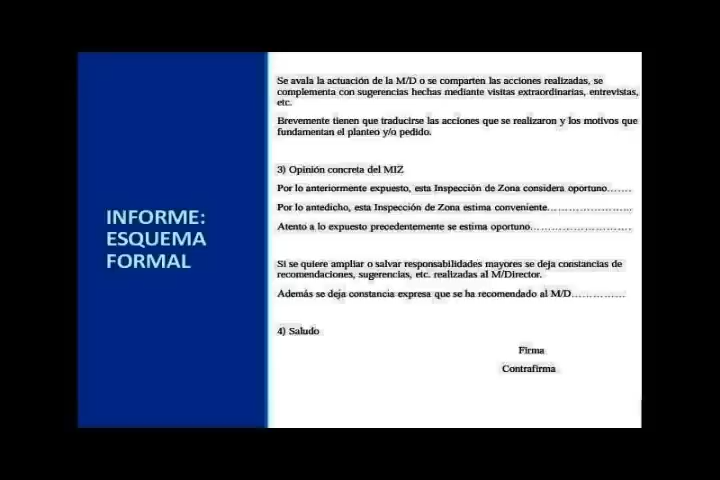 INFORME:
ESQUEMA
FORMAL
Se avala la actuación de la M/D o se comparten las acciones realizadas, se
complementa con sugerencias hechas mediante visitas extraordinarias, entrevistas,
etc.
Brevemente tienen que traducirse las acciones que se realizaron y los motivos que
fundamentan el planteo y/o pedido.
3) Opinión concreta del MIZ
Por lo anteriormente expuesto, esta Inspección de Zona considera oportuno…….
Por lo antedicho, esta Inspección de Zona estima conveniente……………………
Atento a lo expuesto precedentemente se estima oportuno……………………….
Si se quiere ampliar o salvar responsabilidades mayores se deja constancias de
recomendaciones, sugerencias, etc. realizadas al M/Director.
Además se deja constancia expresa que se ha recomendado al M/D……………
4) Saludo
Firma
Contrafirma